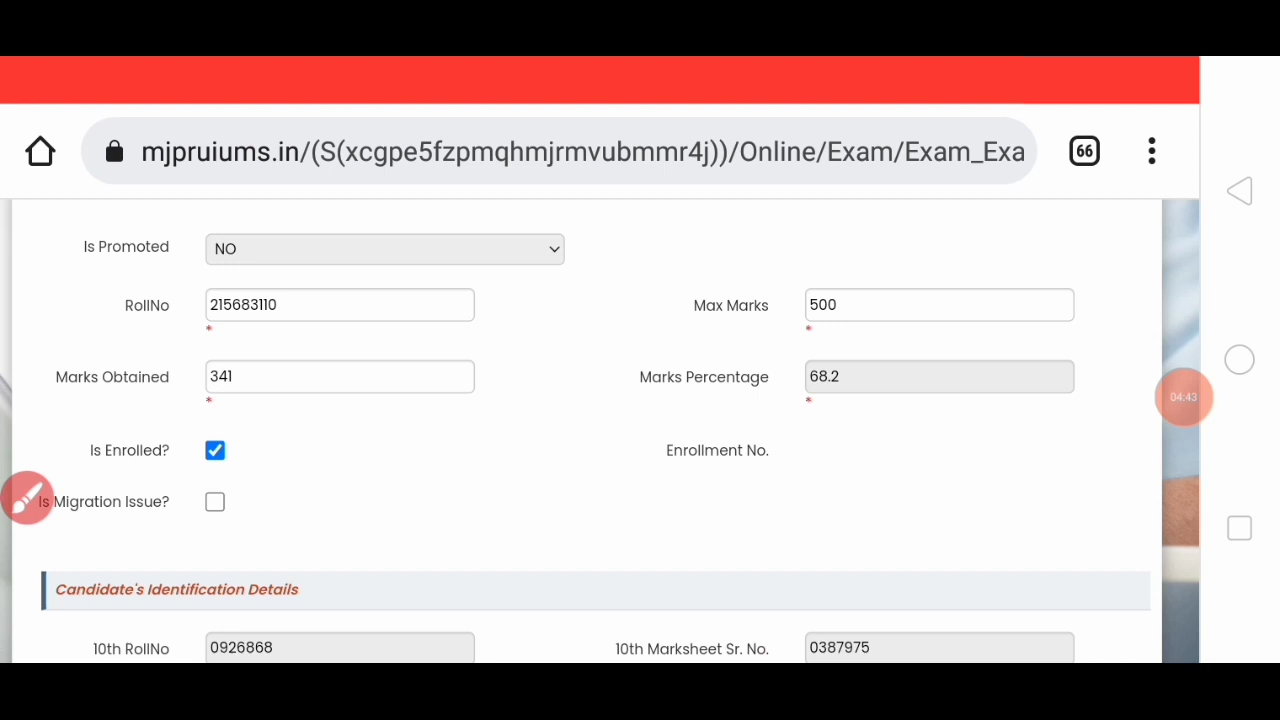 mjpruiums.in/(S(xcgpe5fzpmqhmjrmvubmmr4j))/Online/Exam/Exam_Exa
66
Is Promoted NO
RollNo 215683110 Max Marks 500
* *
Marks Obtained 341 Marks Percentage 68.2
* *
04:43
Is Enrolled? Enrollment No.
Is Migration Issue?
Candidate's Identification Details
10th RollNo 0926868 10th Marksheet Sr. No. 0387975